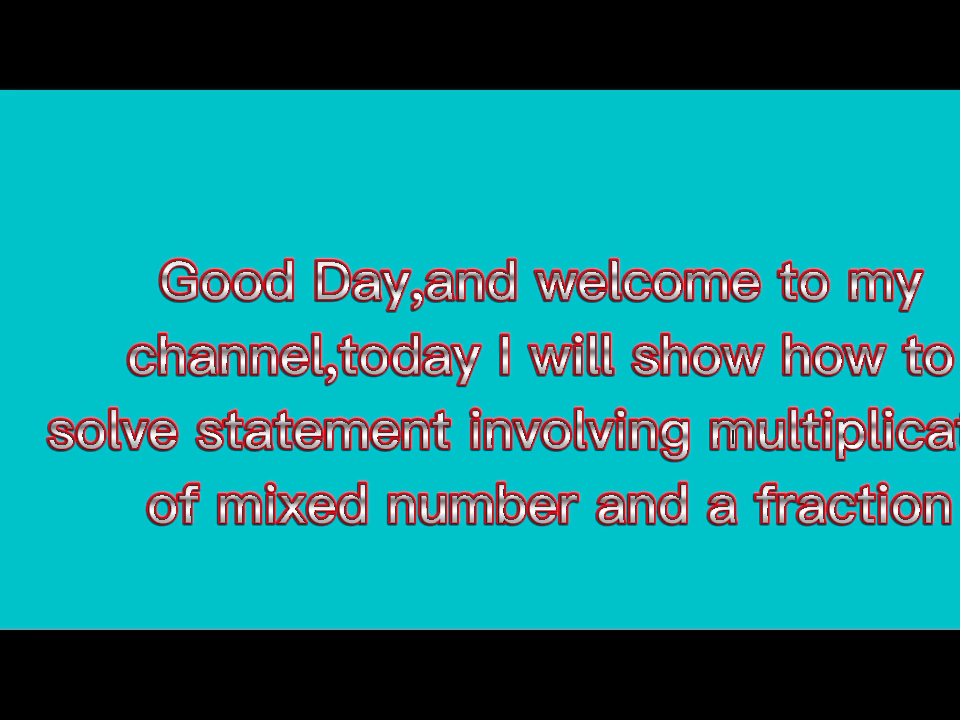 Good Day,and welcome to my
channel,today I will show how to
solve statement involving
of mixed number and a fraction